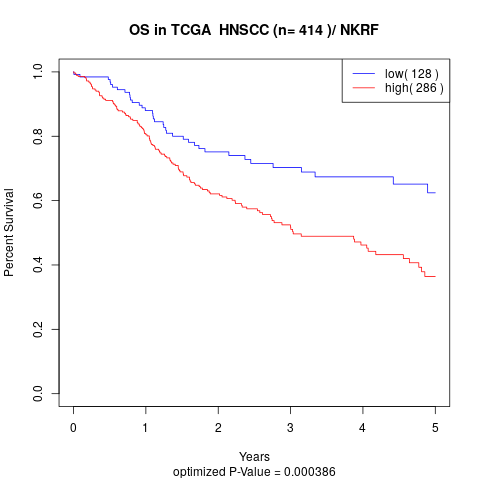 OS in TCGA  HNSCC (n= 414 )/ NKRF
low( 128 )
high( 286 )
Percent Survival
1.0
0.8
0.6
0.4
0.2
0.0
0 1 2 3 4 5
Years
optimized P-Value = 0.000386